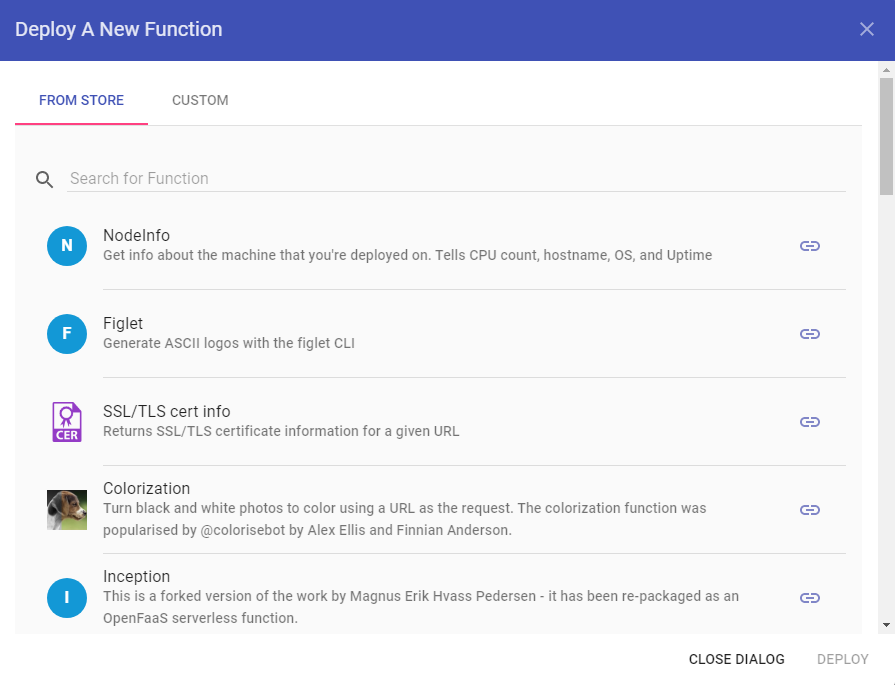 Deploy A New Function
FROM STORE CUSTOM
Search for Function
N
NodeInfo
Get info about the machine that you're deployed on. Tells CPU count, hostname, OS, and Uptime
F
Figlet
Generate ASCII logos with the figlet CLI
CER
SSL/TLS cert info
Returns SSL/TLS certificate information for a given URL
Colorization
Turn black and white photos to color using a URL as the request. The colorization function was
popularised by @colorisebot by Alex Ellis and Finnian Anderson.
I
Inception
This is a forked version of the work by Magnus Erik Hvass Pedersen - it has been re-packaged as an
OpenFaaS serverless function.
CLOSE DIALOG DEPLOY